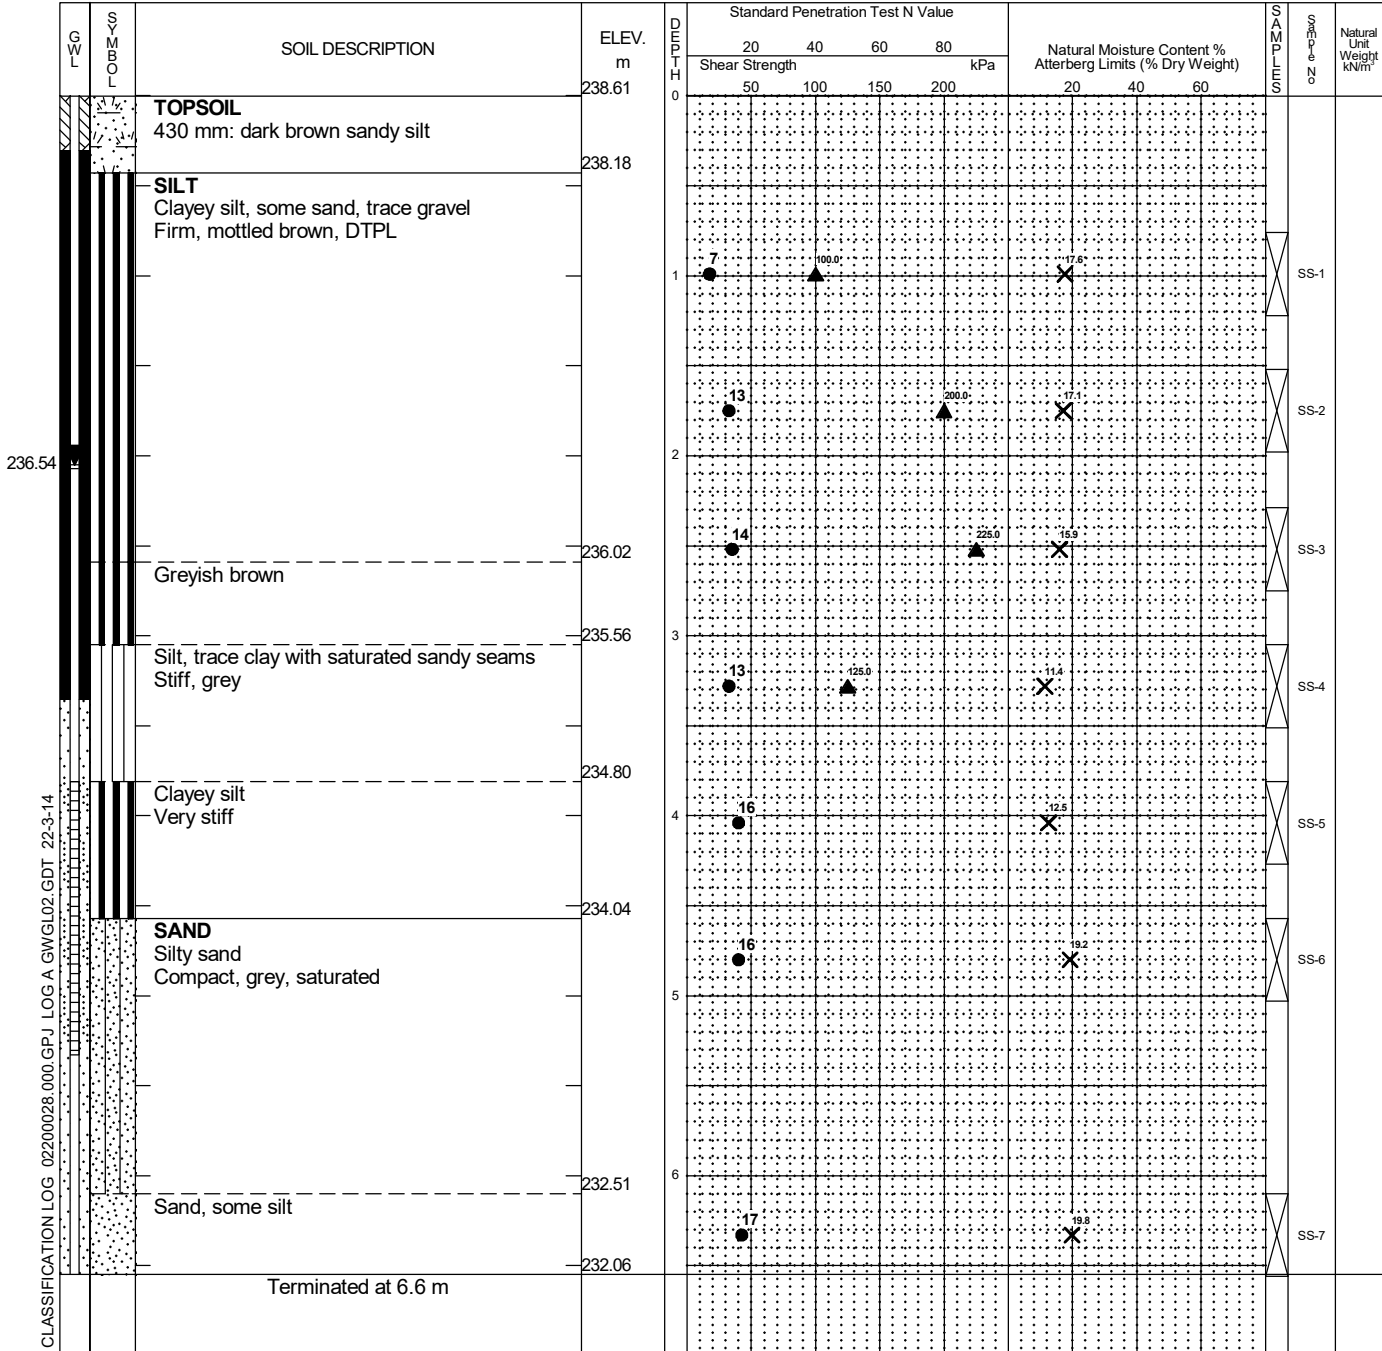 GWL
SYMBOL
SOIL DESCRIPTION
ELEV.
m
238.61
DEPTH
Standard Penetration Test N Value
20 40 60 80
Shear Strength kPa
50 100 150 200
Natural Moisture Content %
Atterberg Limits (% Dry Weight)
20 40 60
SAMPLES
Sample No
Natural
Unit
Weight
kN/m³
0
TOPSOIL
430 mm: dark brown sandy silt
238.18
SILT
Clayey silt, some sand, trace gravel
Firm, mottled brown, DTPL
7 100.0 17.6
1
SS-1
13 200.0 17.1
SS-2
2
236.54
14 225.0 15.9
SS-3
236.02
Greyish brown
3
235.56
Silt, trace clay with saturated sandy seams
Stiff, grey
13 125.0 11.4
SS-4
234.80
Clayey silt
Very stiff
16 12.5
4
SS-5
234.04
SAND
Silty sand
Compact, grey, saturated
16 19.2
SS-6
5
6
232.51
Sand, some silt
17 19.8
SS-7
232.06
Terminated at 6.6 m
CLASSIFICATION LOG 02200028.000.GPJ LOG A GWGL02.GDT 22-3-14